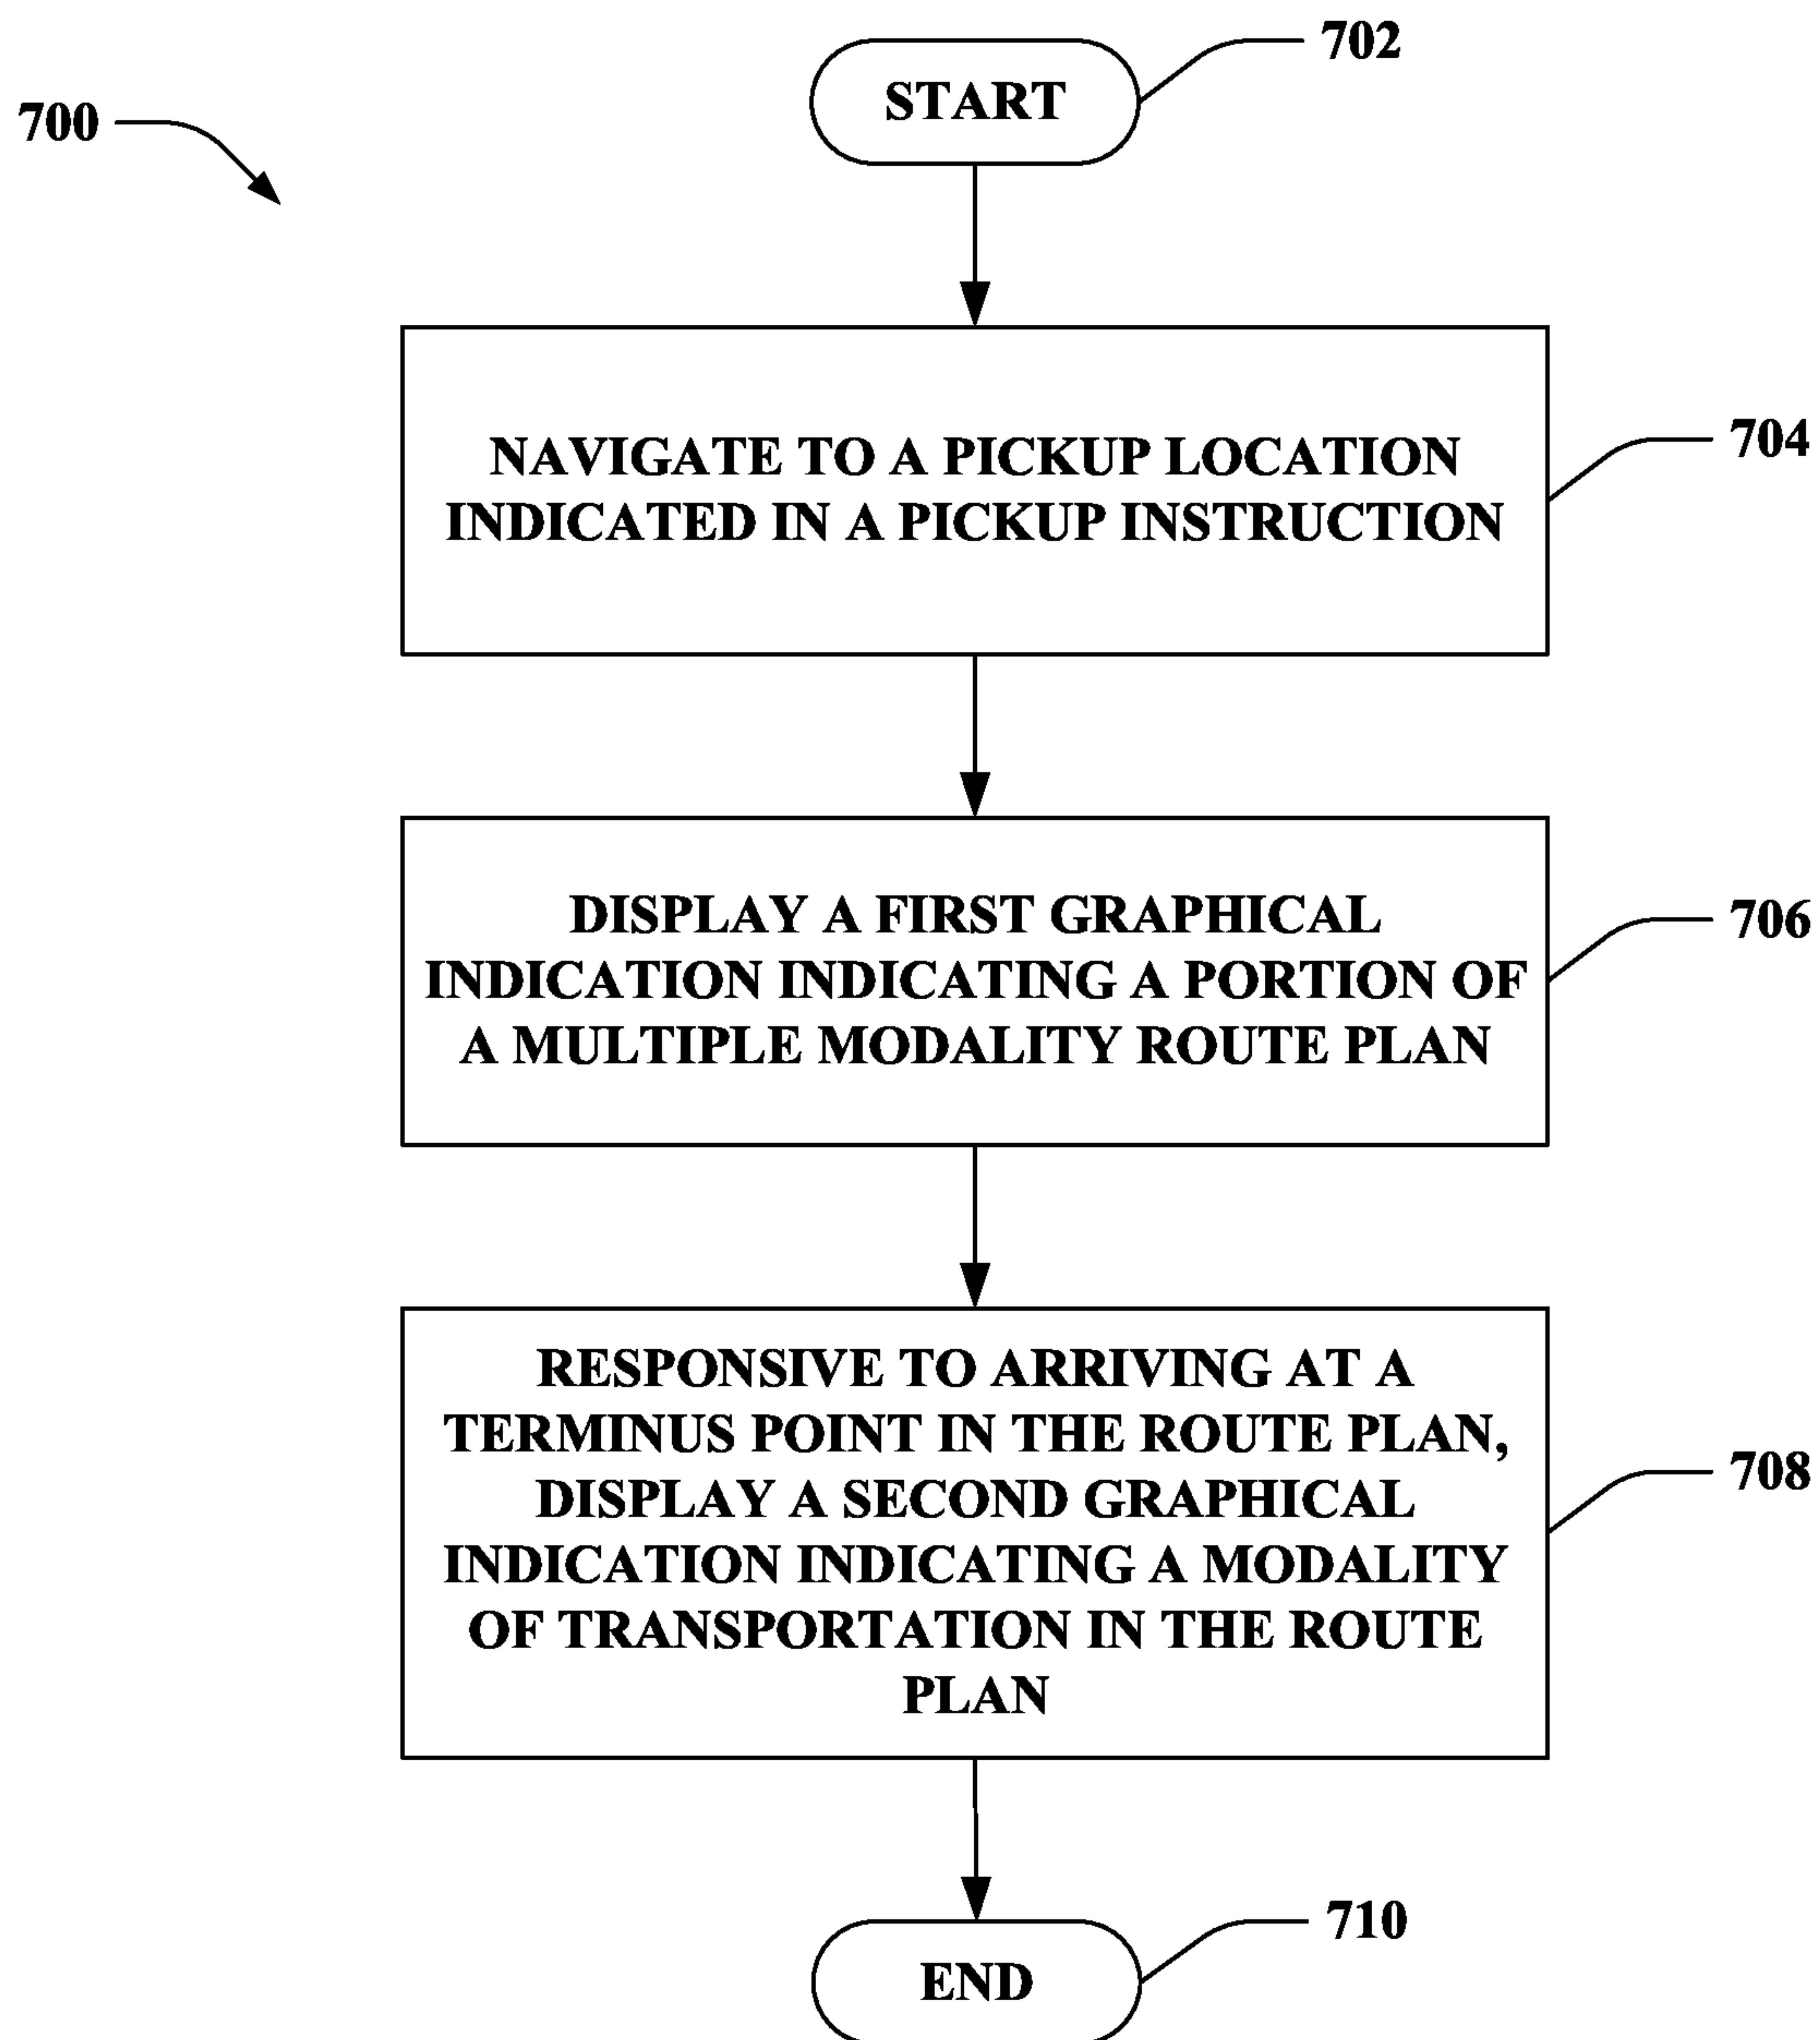 702
START
700
NAVIGATE TO A PICKUP LOCATION
INDICATED IN A PICKUP INSTRUCTION
704
DISPLAY A FIRST GRAPHICAL
INDICATION INDICATING A PORTION OF
A MULTIPLE MODALITY ROUTE PLAN
706
RESPONSIVE TO ARRIVING AT A
TERMINUS POINT IN THE ROUTE PLAN,
DISPLAY A SECOND GRAPHICAL
INDICATION INDICATING A MODALITY
OF TRANSPORTATION IN THE ROUTE
PLAN
708
710
END